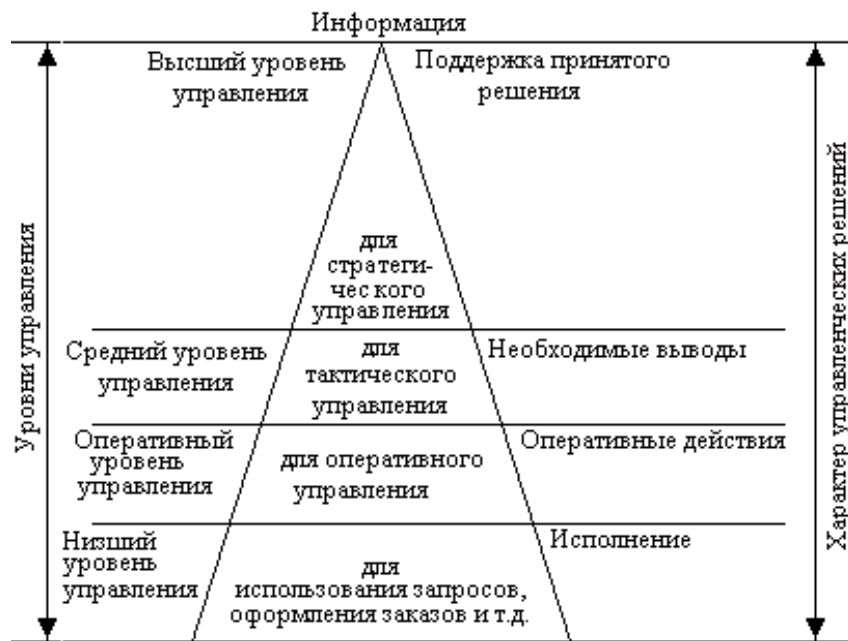 Информация
Высший уровень
управления
Поддержка принятого
решения
для
стратеги-
чес кого
управления
Средний уровень
управления
для
тактического
управления
Необходимые выводы
Оперативный
уровень
управления
для оперативного
управления
Оперативные действия
Низший
уровень
управления
для
использования запросов,
оформления заказов и т.д.
Исполнение
Уровни управления
Характер управленческих решений